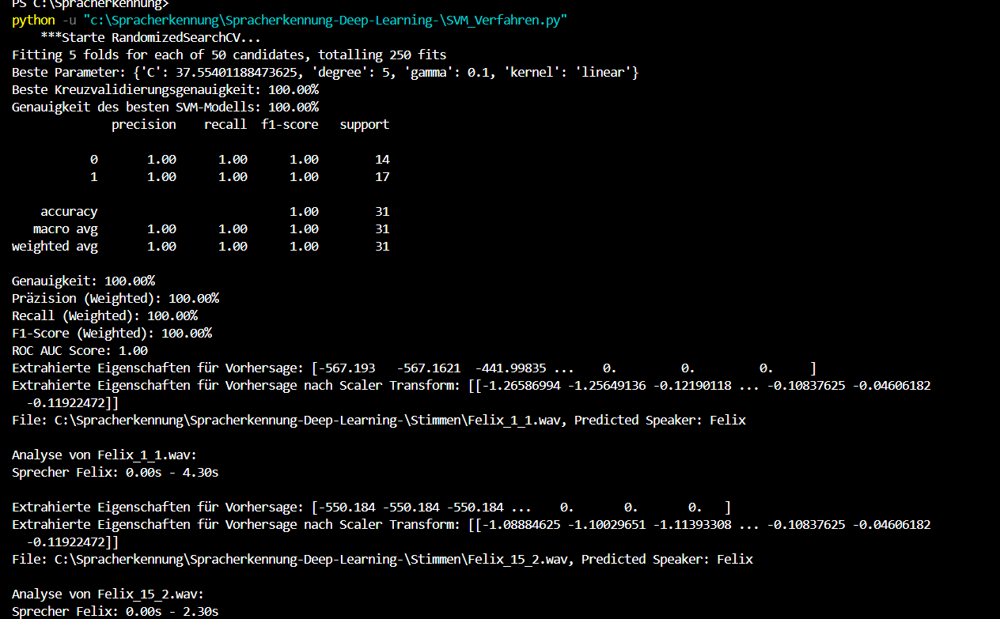 PS C:\Spracherkennung>
python -u "c:\Spracherkennung\Spracherkennung-Deep-Learning-\SVM_Verfahren.py"
***Starte RandomizedSearchCV...
Fitting 5 folds for each of 50 candidates, totalling 250 fits
Beste Parameter: {'C': 37.55401188473625, 'degree': 5, 'gamma': 0.1, 'kernel': 'linear'}
Beste Kreuzvalidierungsgenauigkeit: 100.00%
Genauigkeit des besten SVM-Modells: 100.00%
precision recall f1-score support
0 1.00 1.00 1.00 14
1 1.00 1.00 1.00 17
accuracy 1.00 31
macro avg 1.00 1.00 1.00 31
weighted avg 1.00 1.00 1.00 31
Genauigkeit: 100.00%
Präzision (Weighted): 100.00%
Recall (Weighted): 100.00%
F1-Score (Weighted): 100.00%
ROC AUC Score: 1.00
Extrahierte Eigenschaften für Vorhersage: [-567.193 -567.1621 -441.99835 ... 0. 0. 0. ]
Extrahierte Eigenschaften für Vorhersage nach Scaler Transform: [[-1.26586994 -1.25649136 -0.12190118 ... -0.10837625 -0.04606182
-0.11922472]]
File: C:\Spracherkennung\Spracherkennung-Deep-Learning-\Stimmen\Felix_1_1.wav, Predicted Speaker: Felix
Analyse von Felix_1_1.wav:
Sprecher Felix: 0.00s - 4.30s
Extrahierte Eigenschaften für Vorhersage: [-550.184 -550.184 -550.184 ... 0. 0. 0. ]
Extrahierte Eigenschaften für Vorhersage nach Scaler Transform: [[-1.08884625 -1.10029651 -1.11393308 ... -0.10837625 -0.04606182
-0.11922472]]
File: C:\Spracherkennung\Spracherkennung-Deep-Learning-\Stimmen\Felix_15_2.wav, Predicted Speaker: Felix
Analyse von Felix_15_2.wav:
Sprecher Felix: 0.00s - 2.30s